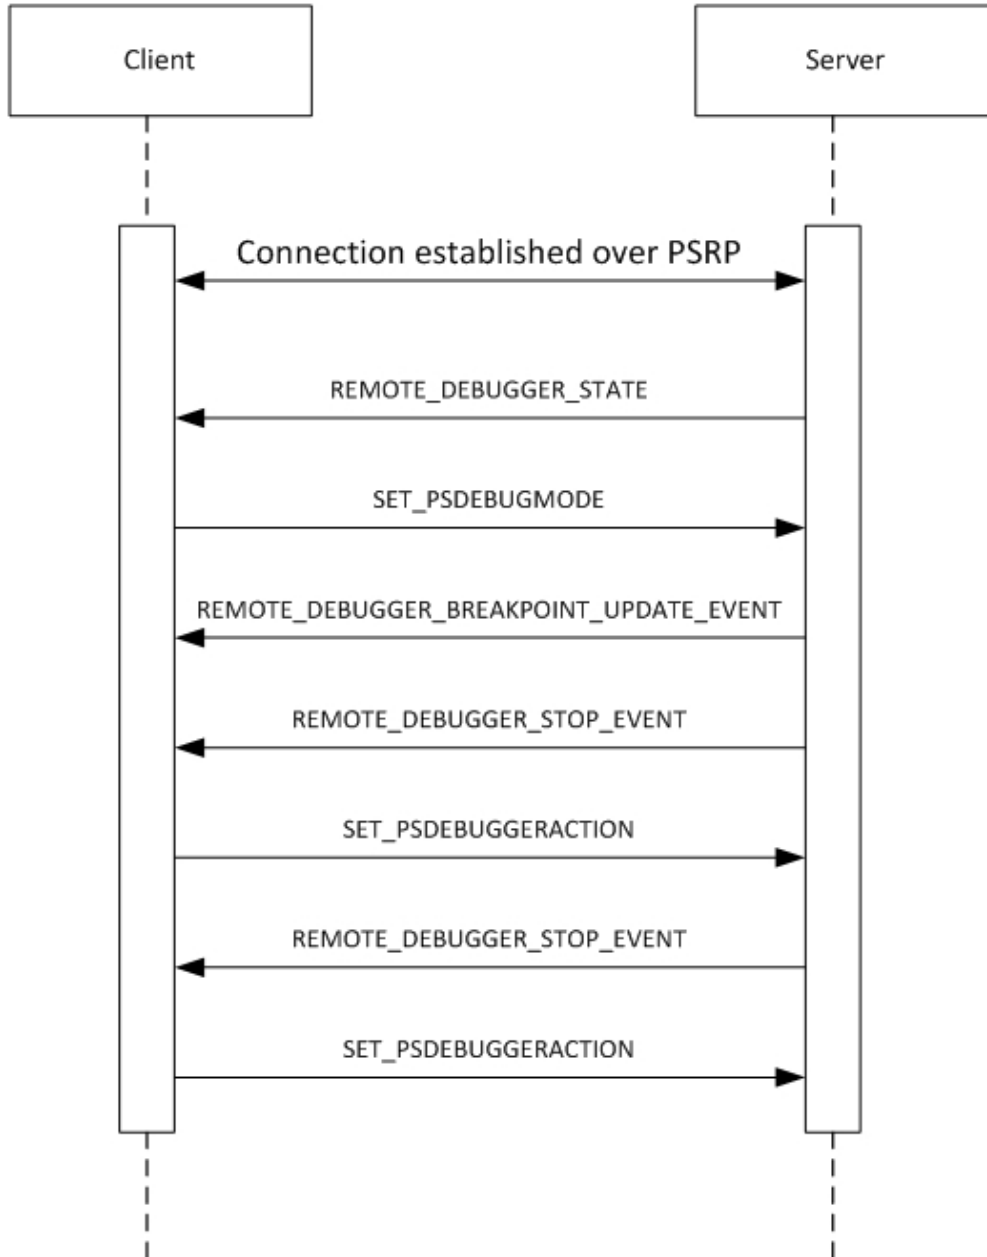 Client
Server
Connection established over PSRP
REMOTE_DEBUGGER_STATE
SET_PSDEBUGMODE
REMOTE_DEBUGGER_BREAKPOINT_UPDATE_EVENT
REMOTE_DEBUGGER_STOP_EVENT
SET_PSDEBUGGERACTION
REMOTE_DEBUGGER_STOP_EVENT
SET_PSDEBUGGERACTION